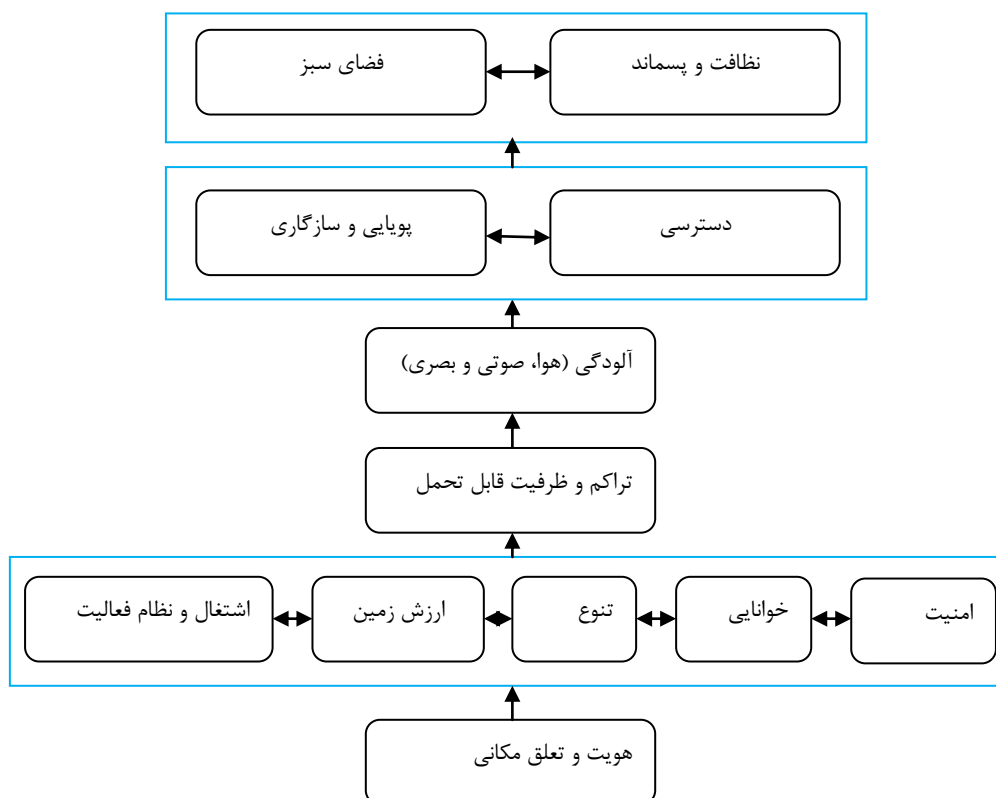 نظافت و پسماند
فضای سبز
دسترسی
پویایی و سازگاری
آلودگی (هوا، صوتی و بصری)
تراکم و ظرفیت قابل تحمل
امنیت
خوانایی
تنوع
ارزش زمین
اشتغال و نظام فعالیت
هویت و تعلق مکانی